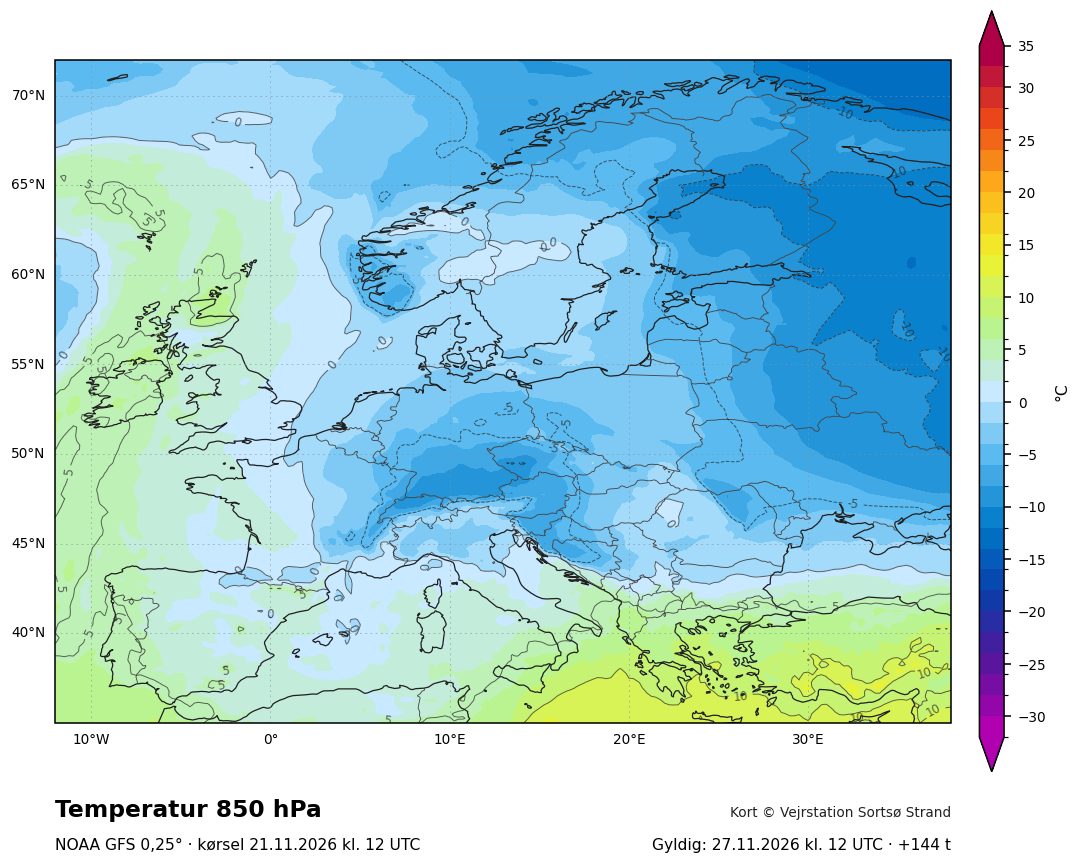 70°N
65°N
60°N
55°N
50°N
45°N
40°N
10°W 0° 10°E 20°E 30°E
35
30
25
20
15
10
5
0
−5
−10
−15
−20
−25
−30
°C
Temperatur 850 hPa
Kort © Vejrstation Sortsø Strand
NOAA GFS 0,25° · kørsel 21.11.2026 kl. 12 UTC
Gyldig: 27.11.2026 kl. 12 UTC · +144 t